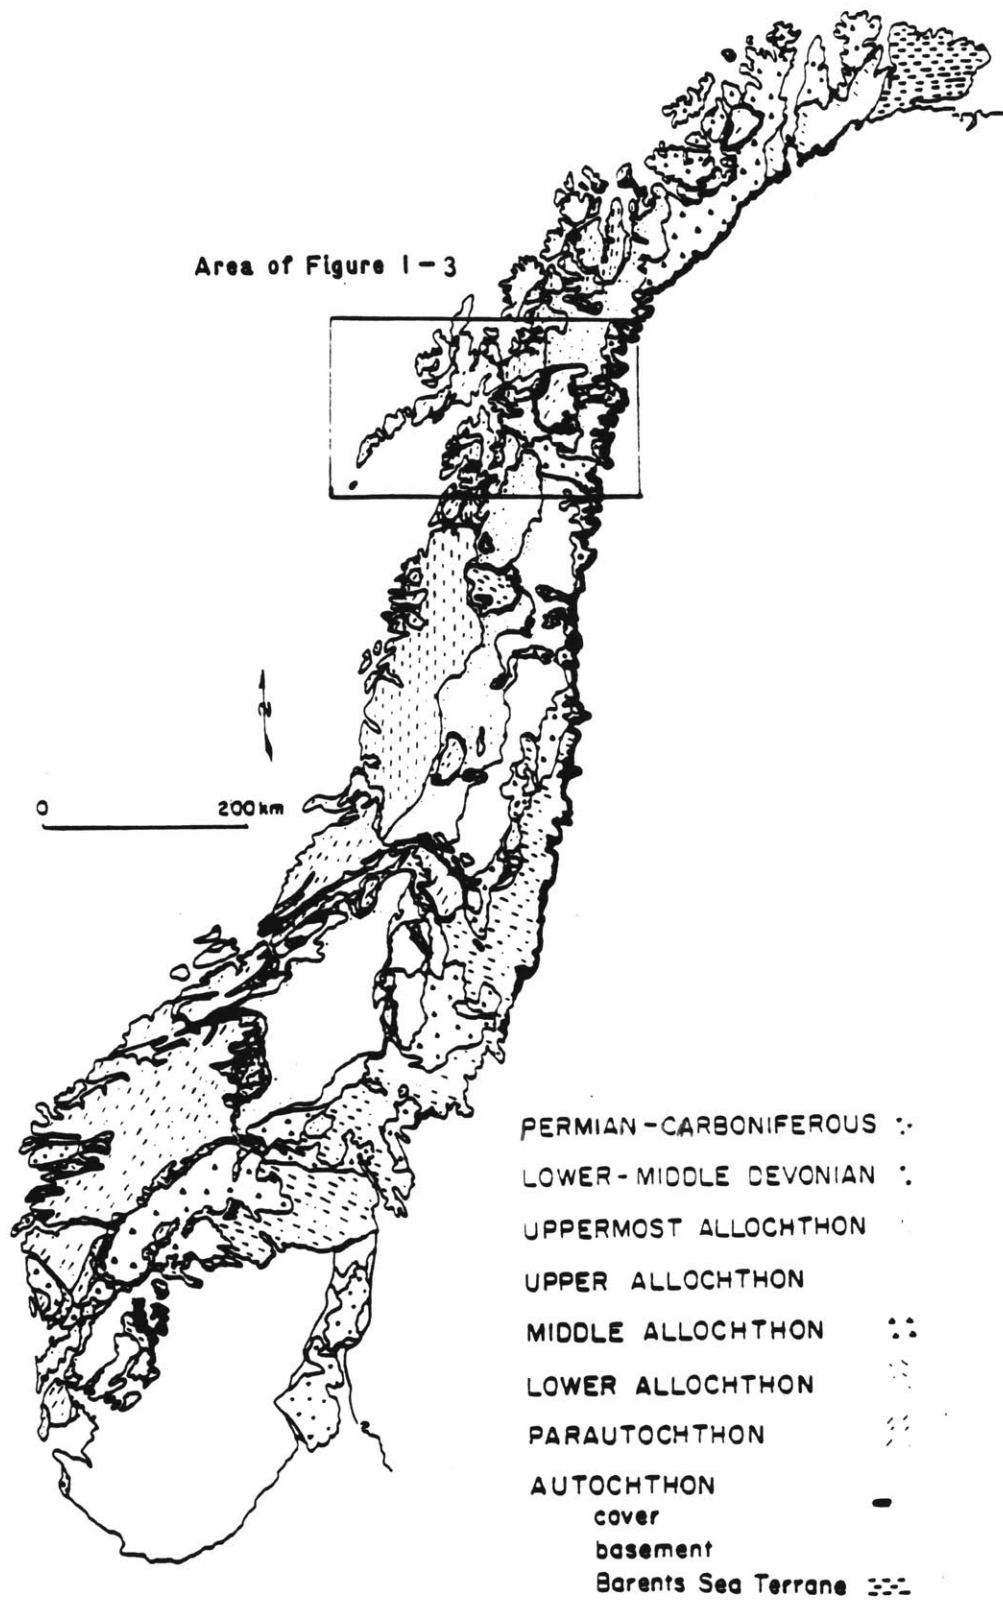 Area of Figure 1-3
N
0 200 km
PERMIAN-CARBONIFEROUS
LOWER-MIDDLE DEVONIAN
UPPERMOST ALLOCHTHON
UPPER ALLOCHTHON
MIDDLE ALLOCHTHON
LOWER ALLOCHTHON
PARAUTOCHTHON
AUTOCHTHON
cover
basement
Barents Sea Terrane